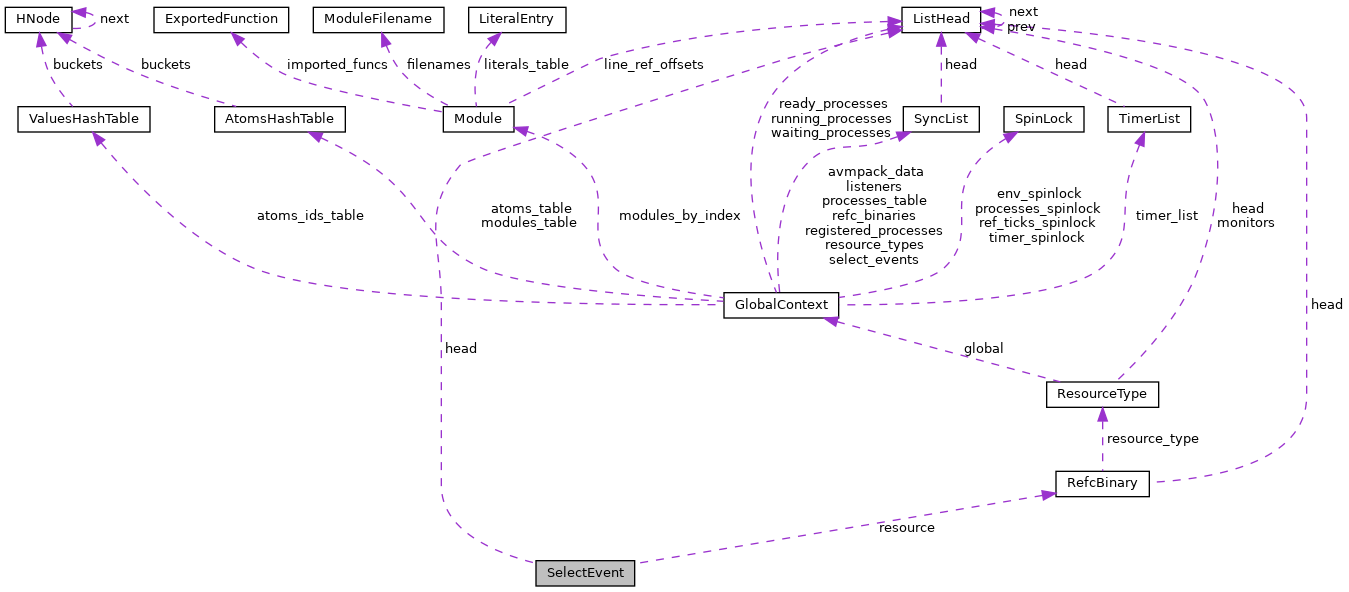 HNode
next
ExportedFunction
ModuleFilename
LiteralEntry
ListHead
next
prev
buckets
buckets
imported_funcs
filenames
literals_table
line_ref_offsets
head
head
ValuesHashTable
AtomsHashTable
Module
ready_processes
running_processes
waiting_processes
SyncList
SpinLock
TimerList
atoms_ids_table
atoms_table
modules_table
modules_by_index
avmpack_data
listeners
processes_table
refc_binaries
registered_processes
resource_types
select_events
env_spinlock
processes_spinlock
ref_ticks_spinlock
timer_spinlock
timer_list
head
monitors
GlobalContext
head
head
global
ResourceType
resource_type
RefcBinary
resource
SelectEvent